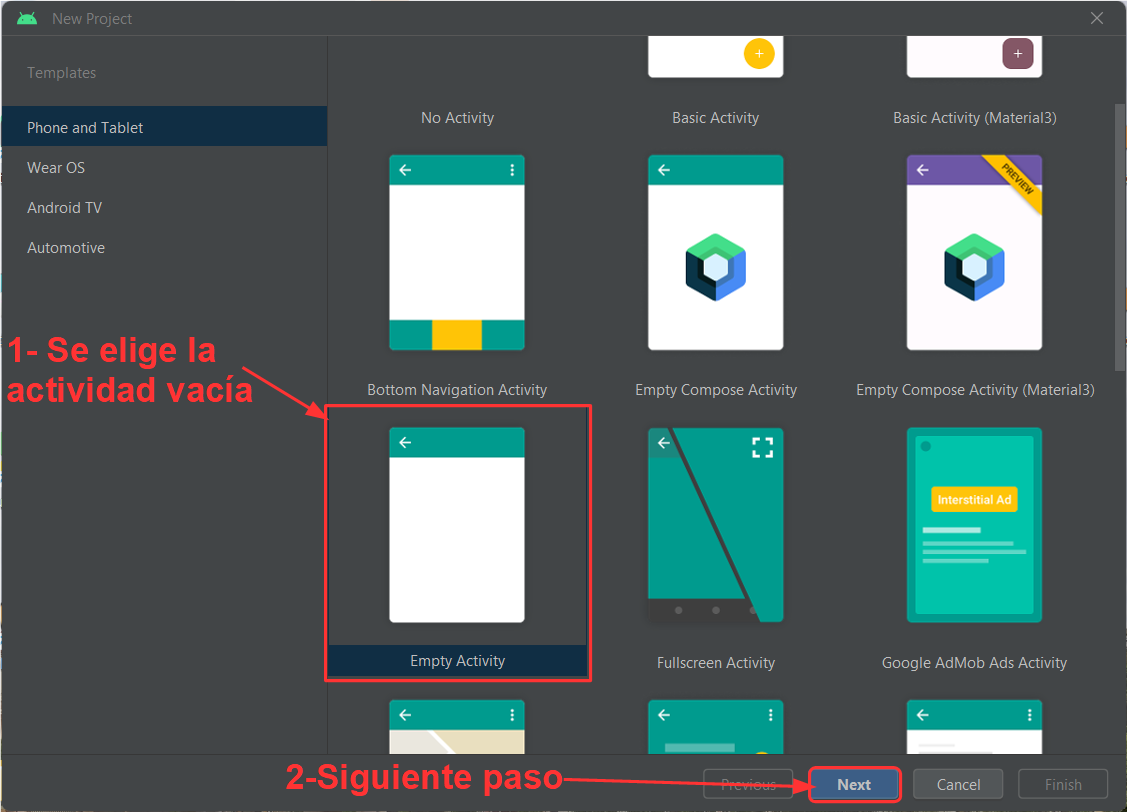 New Project
Templates
Phone and Tablet
Wear OS
Android TV
Automotive
No Activity
Basic Activity
Basic Activity (Material3)
PREVIEW
1- Se elige la
actividad vacía
Bottom Navigation Activity
Empty Compose Activity
Empty Compose Activity (Material3)
Interstitial Ad
Empty Activity
Fullscreen Activity
Google AdMob Ads Activity
2-Siguiente paso
Previous
Next
Cancel
Finish